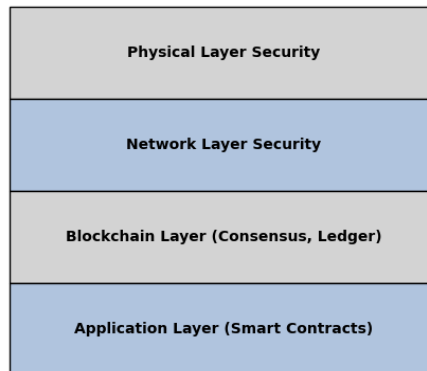 Physical Layer Security
Network Layer Security
Blockchain Layer (Consensus, Ledger)
Application Layer (Smart Contracts)